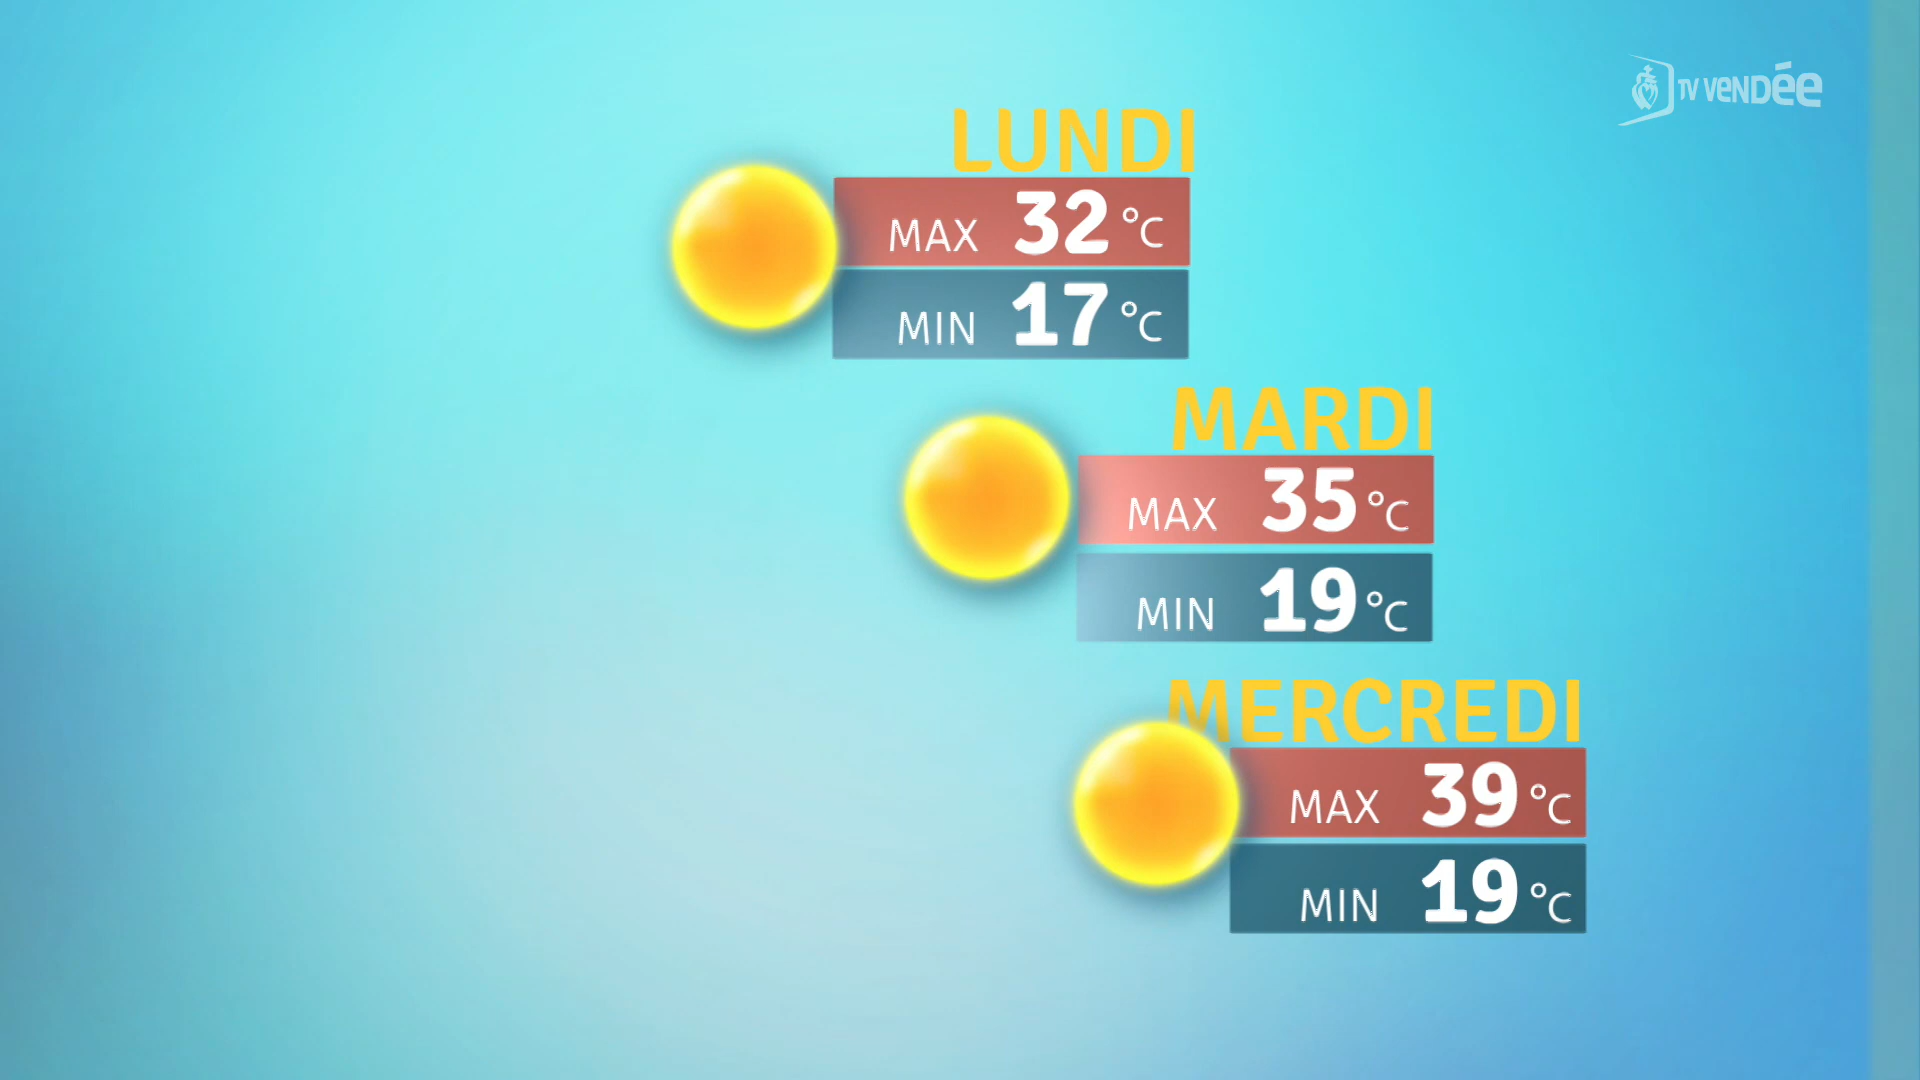 TV VENDÉE
LUNDI
MAX 32 °C
MIN 17 °C
MARDI
MAX 35 °C
MIN 19 °C
MERCREDI
MAX 39 °C
MIN 19 °C